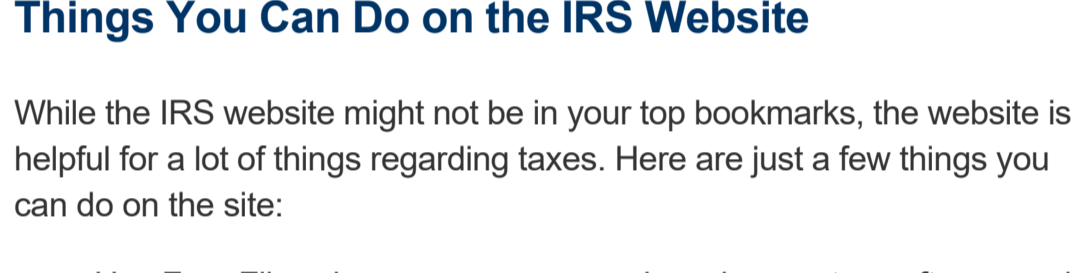 Things You Can Do on the IRS Website
While the IRS website might not be in your top bookmarks, the website is
helpful for a lot of things regarding taxes. Here are just a few things you
can do on the site: